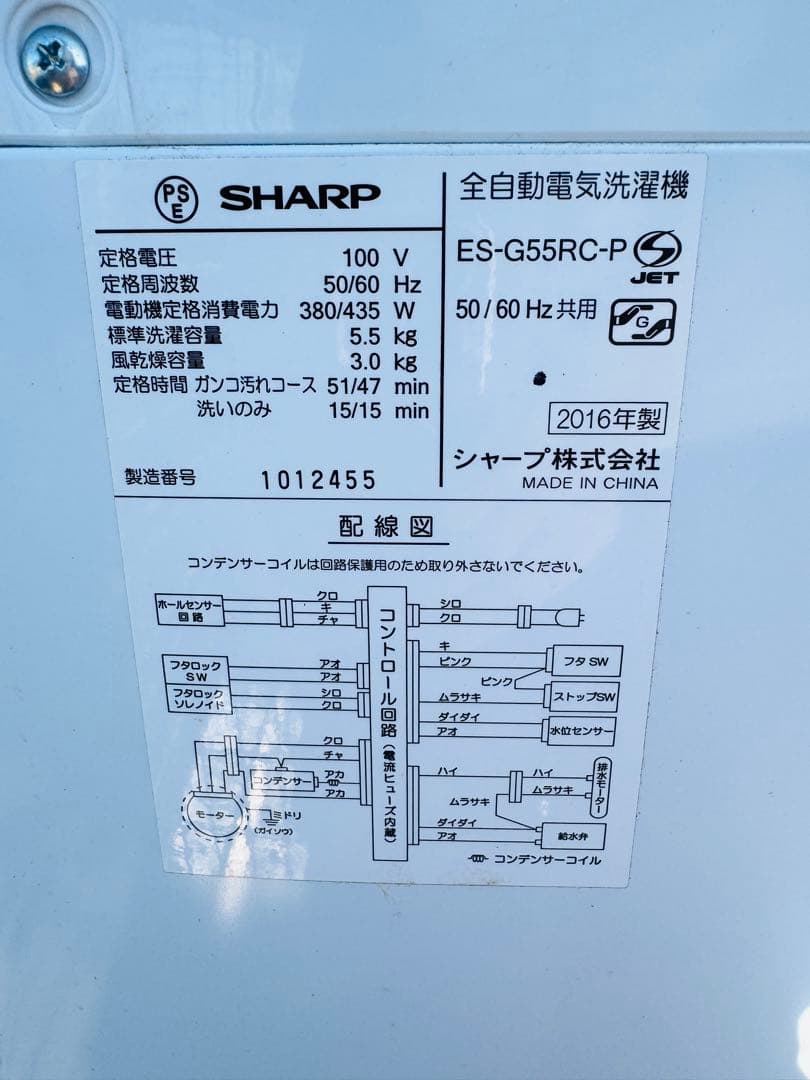 PS E SHARP
定格電圧 100 V
定格周波数 50/60 Hz
電動機定格消費電力 380/435 W
標準洗濯容量 5.5 kg
風乾燥容量 3.0 kg
定格時間 ガンコ汚れコース 51/47 min
洗いのみ 15/15 min
製造番号 1012455
全自動電気洗濯機
ES-G55RC-P S JET
50/60 Hz共用 G
2016年製
シャープ株式会社
MADE IN CHINA
配線図
コンデンサーコイルは回路保護用のため取り外さないでください。
ホールセンサー
回路
クロ
キ
チャ
フタロック
SW
アオ
アオ
フタロック
ソレノイド
シロ
クロ
クロ
チャ
コンデンサー
アカ
アカ
モーター
ミドリ
(ガイソウ)
コントロール回路
(電流ヒューズ内蔵)
シロ
クロ
キ
ピンク
フタSW
ピンク
ムラサキ
ストップSW
ダイダイ
アオ
水位センサー
ハイ
ハイ
ムラサキ
ムラサキ
排水モーター
ダイダイ
アオ
給水弁
コンデンサーコイル